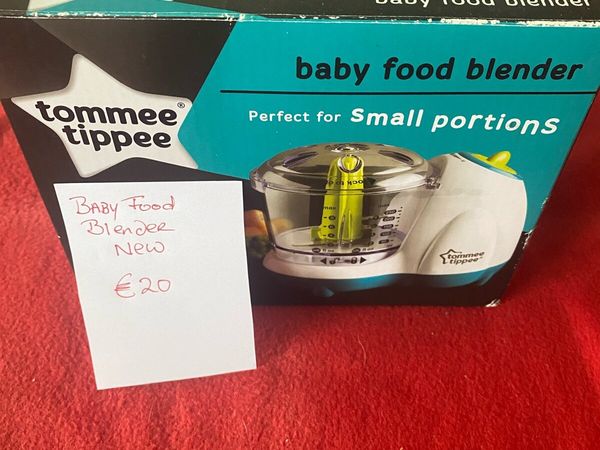 baby food blender
baby food blender
Perfect for small portions
tommee®
tippee
BABY FOOD
BLENDER
NEW
€20
max
tommee
tippee